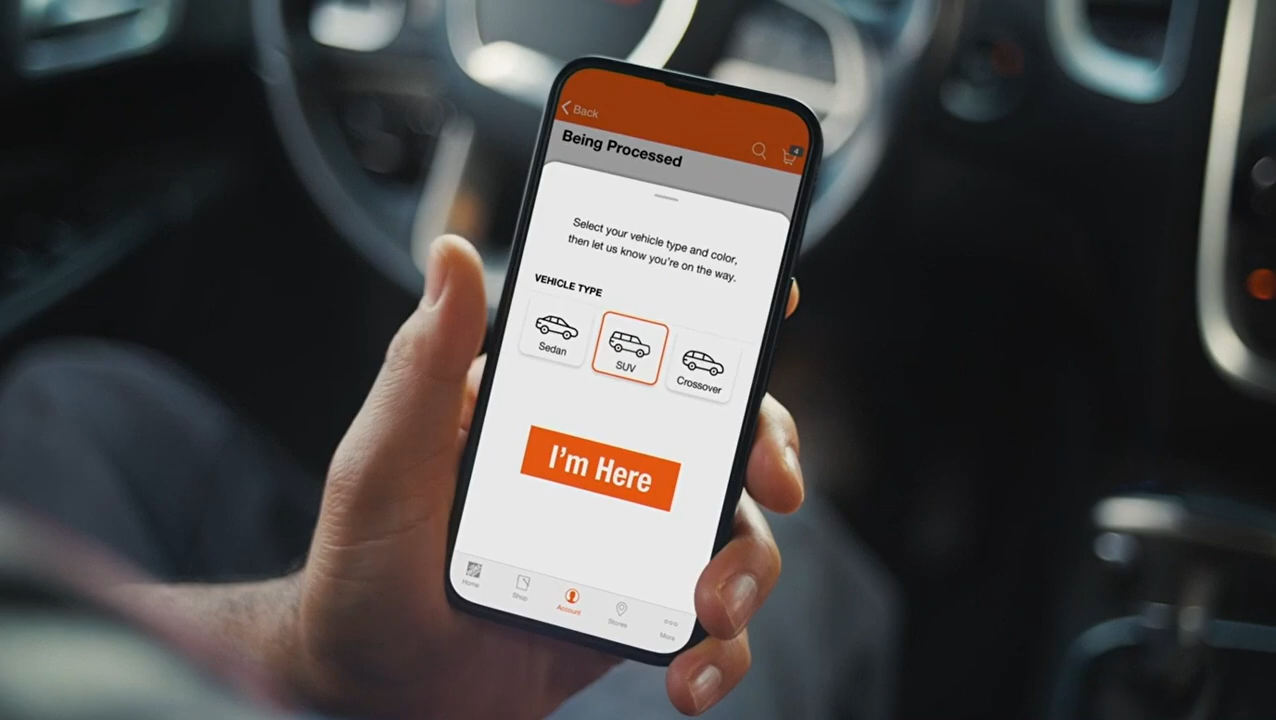 Back
4
Being Processed
Select your vehicle type and color,
then let us know you're on the way.
VEHICLE TYPE
Sedan
SUV
Crossover
I'm Here
Home
Shop
Account
Stores
More